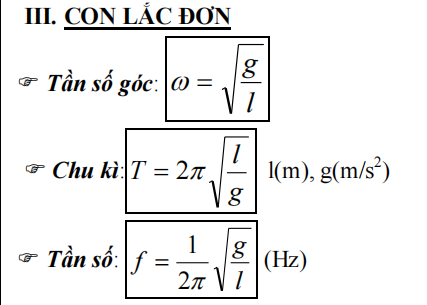 III. CON LẮC ĐƠN
☞ Tần số góc: ω = √(g/l)
☞ Chu kì: T = 2π√(l/g) l(m), g(m/s²)
☞ Tần số: f = 1/(2π) √(g/l) (Hz)